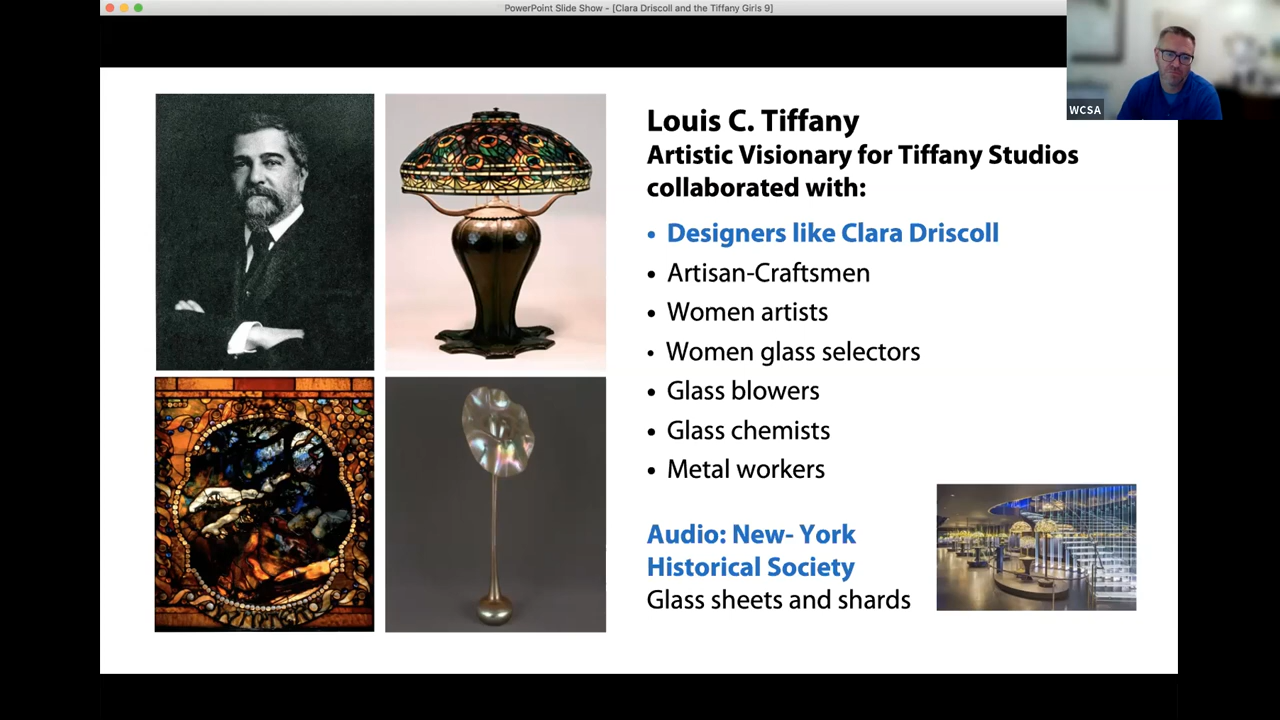 PowerPoint Slide Show - [Clara Driscoll and the Tiffany Girls 9]
WCSA
Louis C. Tiffany
Artistic Visionary for Tiffany Studios
collaborated with:
• Designers like Clara Driscoll
• Artisan-Craftsmen
• Women artists
• Women glass selectors
• Glass blowers
• Glass chemists
• Metal workers
Audio: New- York
Historical Society
Glass sheets and shards